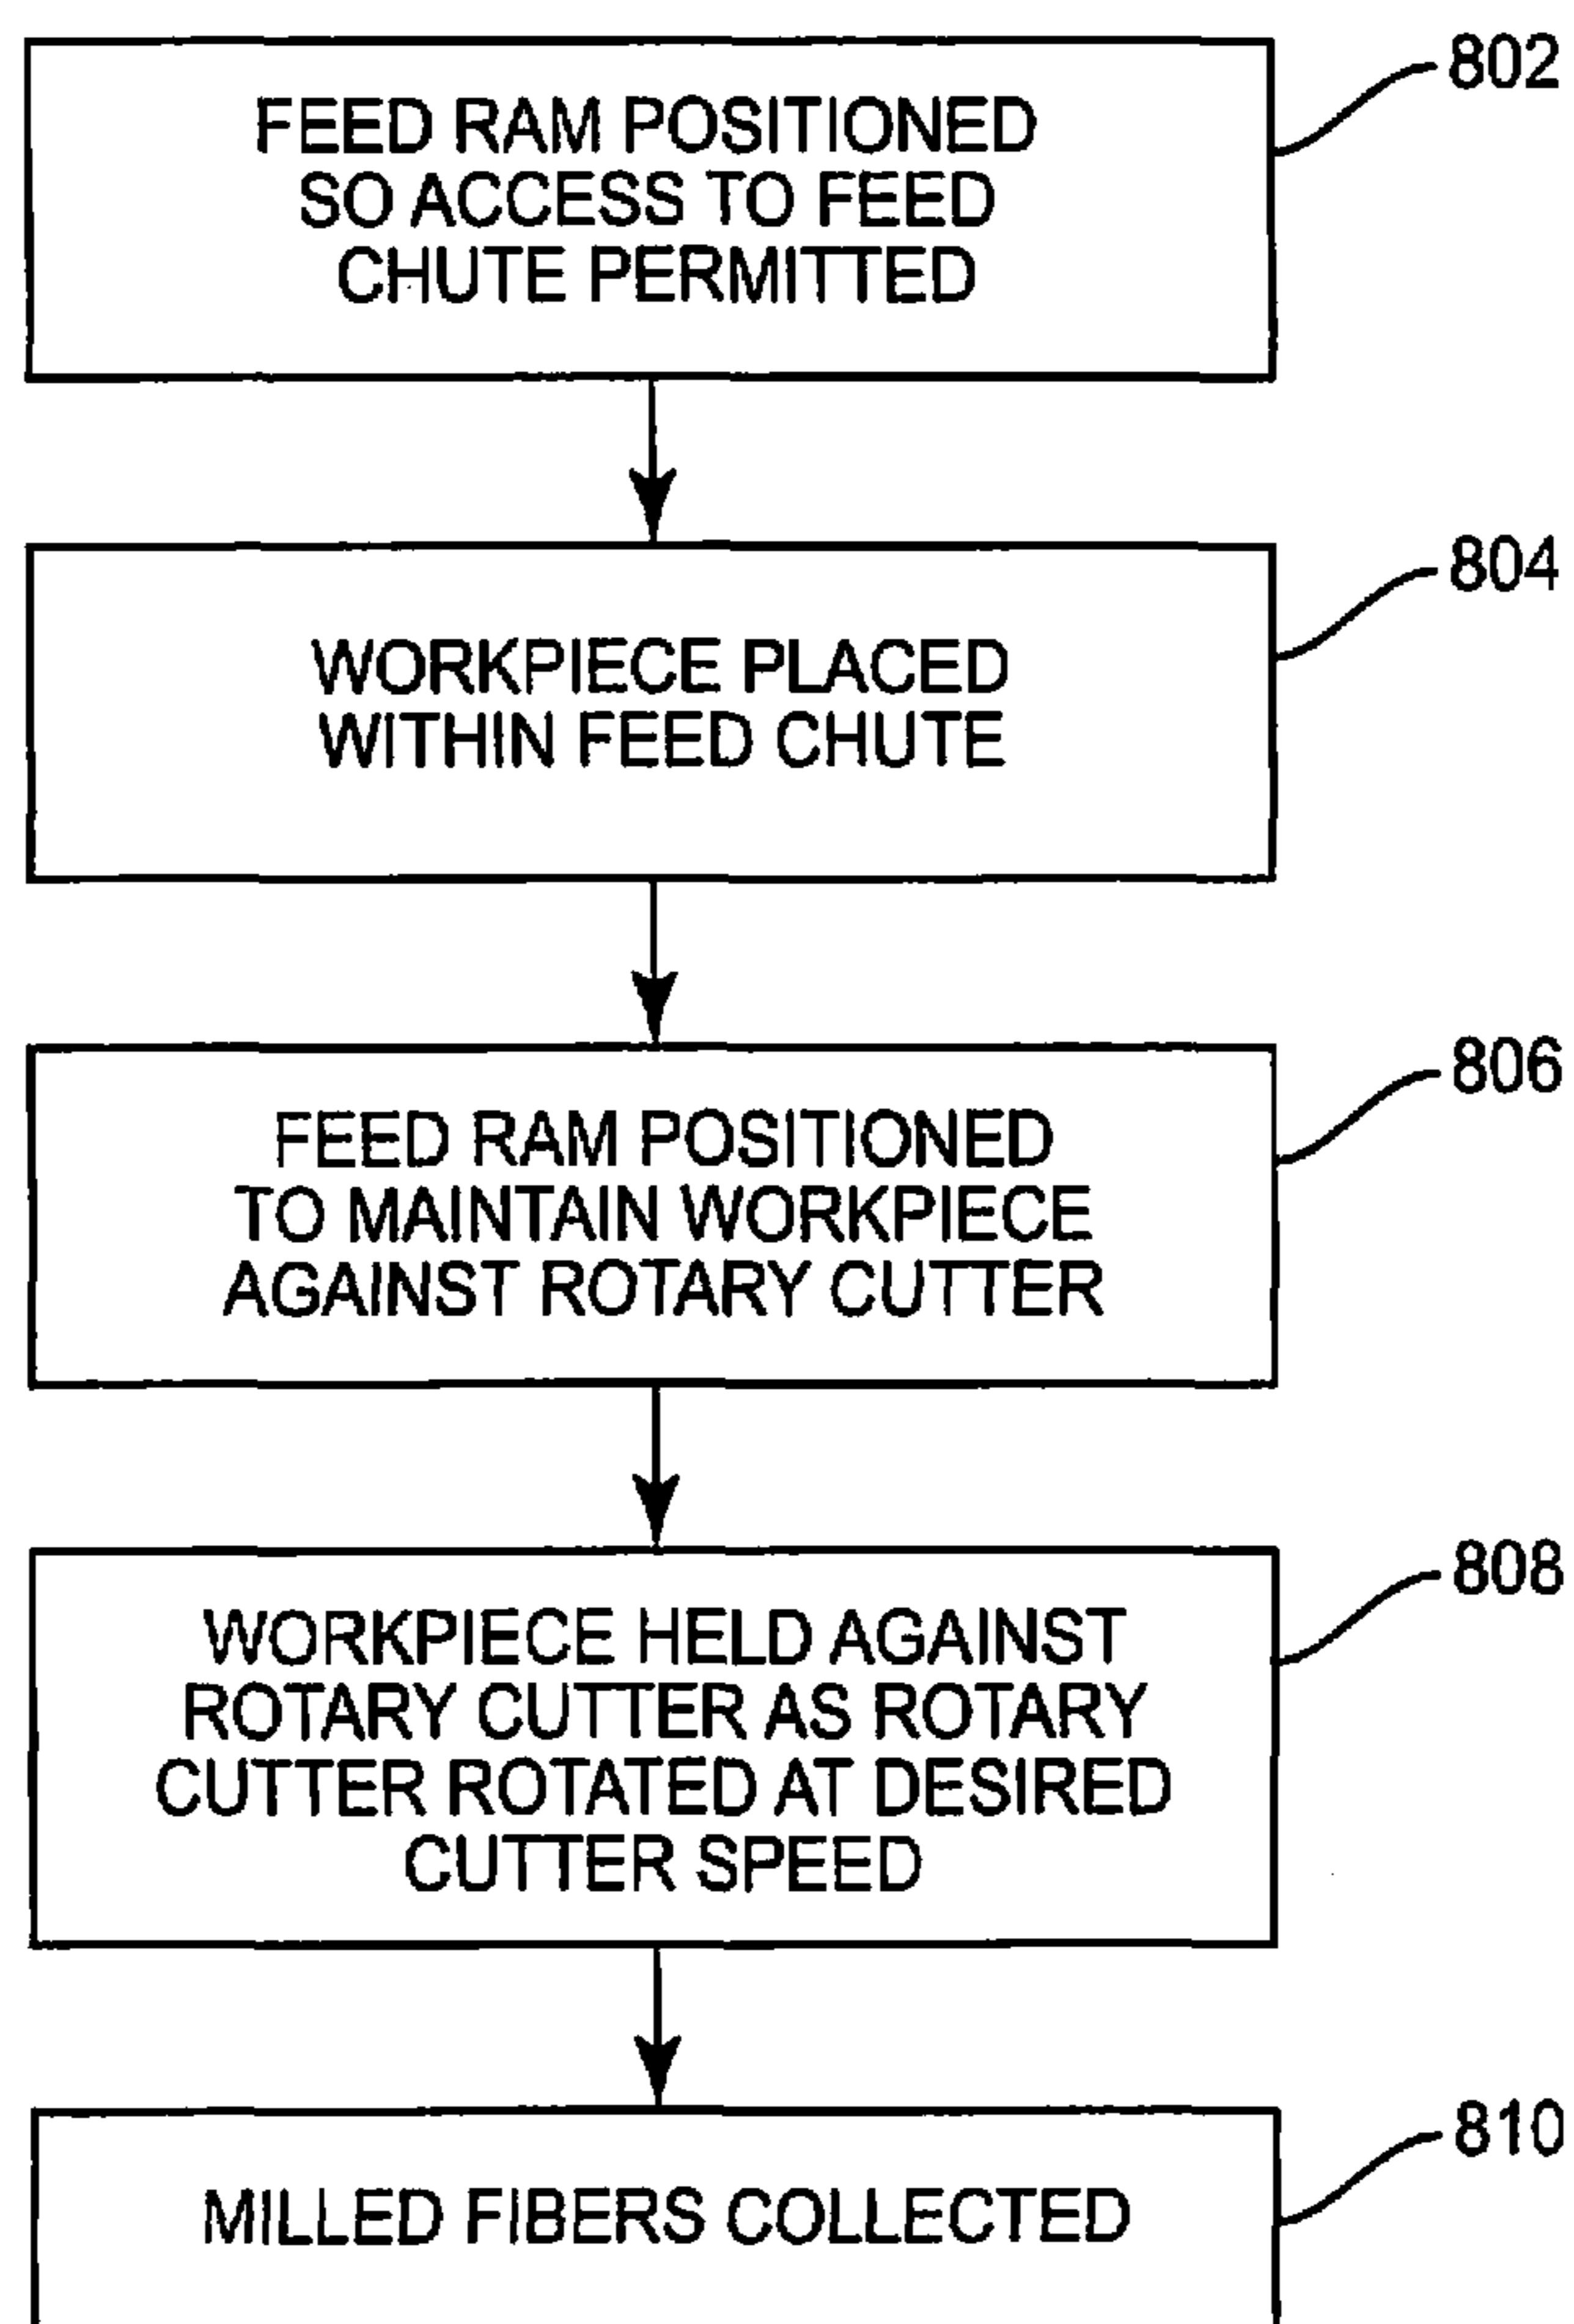 802
FEED RAM POSITIONED
SO ACCESS TO FEED
CHUTE PERMITTED
804
WORKPIECE PLACED
WITHIN FEED CHUTE
806
FEED RAM POSITIONED
TO MAINTAIN WORKPIECE
AGAINST ROTARY CUTTER
808
WORKPIECE HELD AGAINST
ROTARY CUTTER AS ROTARY
CUTTER ROTATED AT DESIRED
CUTTER SPEED
810
MILLED FIBERS COLLECTED